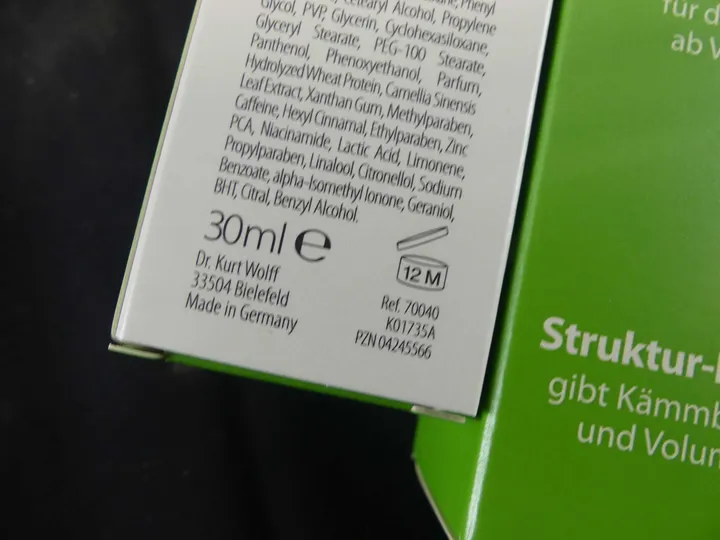 Cetearyl Alcohol, Propylene
Glycol, PVP, Glycerin, Cyclohexasiloxane,
Glyceryl Stearate, PEG-100 Stearate,
Panthenol, Phenoxyethanol, Parfum,
Hydrolyzed Wheat Protein, Camellia Sinensis
Leaf Extract, Xanthan Gum, Methylparaben,
Caffeine, Hexyl Cinnamal, Ethylparaben, Zinc
PCA, Niacinamide, Lactic Acid, Limonene,
Propylparaben, Linalool, Citronellol, Sodium
Benzoate, alpha-Isomethyl Ionone, Geraniol,
BHT, Citral, Benzyl Alcohol.
30ml e
Dr. Kurt Wolff
33504 Bielefeld
Made in Germany
12 M
Ref. 70040
K01735A
PZN 04245566
für d
ab V
Struktur-
gibt Kämmb
und Volum